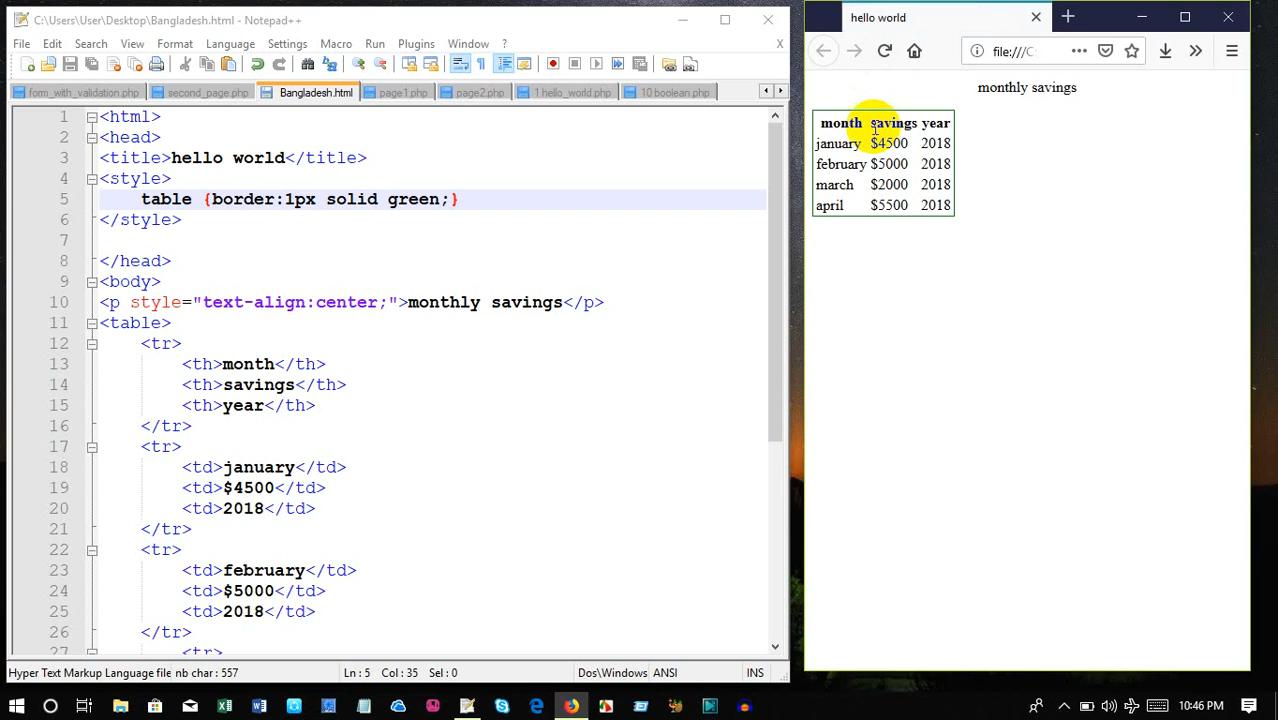 C:\Users\User\Desktop\Bangladesh.html - Notepad++
File Edit Search View Format Encoding Language Settings Macro Run Plugins Window ? X
form_with_validation.php second_page.php Bangladesh.html page1.php page2.php 1 hello_world.php 10 boolean.php
1 <html>
2 <head>
3 <title>hello world</title>
4 <style>
5 table {border:1px solid green;}
6 </style>
7
8 </head>
9 <body>
10 <p style="text-align:center;">monthly savings</p>
11 <table>
12 <tr>
13 <th>month</th>
14 <th>savings</th>
15 <th>year</th>
16 </tr>
17 <tr>
18 <td>january</td>
19 <td>$4500</td>
20 <td>2018</td>
21 </tr>
22 <tr>
23 <td>february</td>
24 <td>$5000</td>
25 <td>2018</td>
26 </tr>
27 <tr>
Hyper Text Markup Language file nb char : 557 Ln : 5 Col : 35 Sel : 0 Dos\Windows ANSI INS
hello world
file:///C:
monthly savings
month savings year
january $4500 2018
february $5000 2018
march $2000 2018
april $5500 2018
10:46 PM